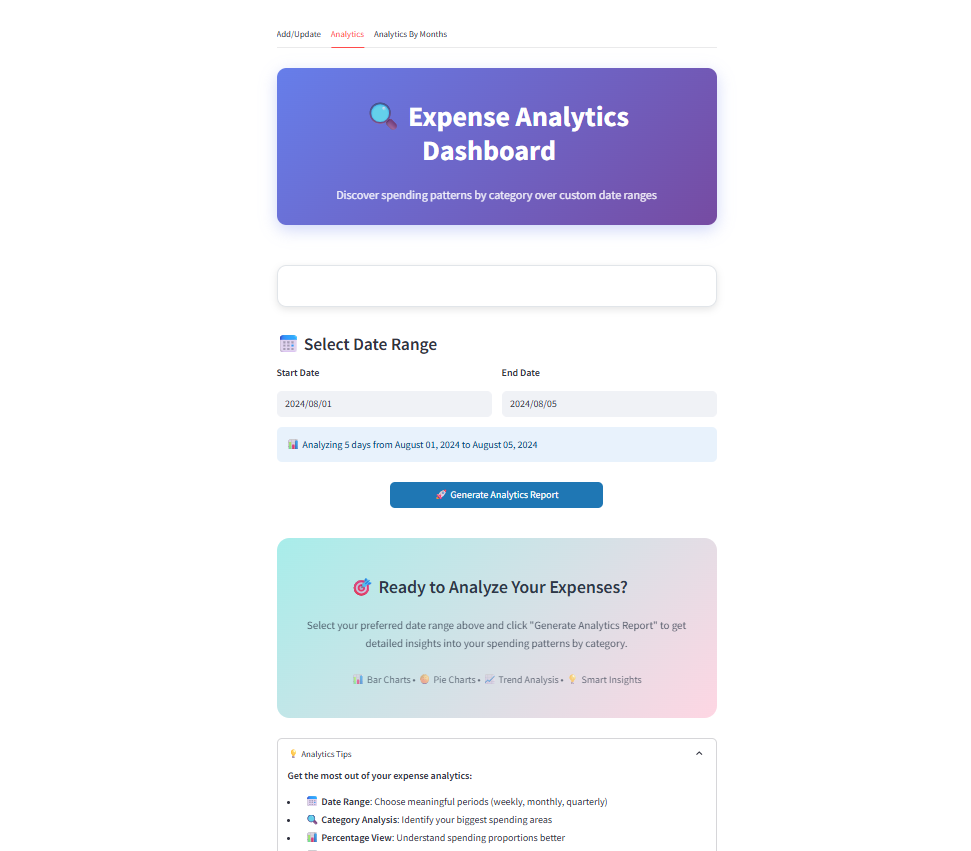 Add/Update Analytics Analytics By Months
🔍 Expense Analytics
Dashboard
Discover spending patterns by category over custom date ranges
📅 Select Date Range
Start Date End Date
2024/08/01 2024/08/05
📊 Analyzing 5 days from August 01, 2024 to August 05, 2024
🚀 Generate Analytics Report
🎯 Ready to Analyze Your Expenses?
Select your preferred date range above and click "Generate Analytics Report" to get
detailed insights into your spending patterns by category.
📊 Bar Charts • 🥧 Pie Charts • 📈 Trend Analysis • 💡 Smart Insights
💡 Analytics Tips
Get the most out of your expense analytics:
• 📅 Date Range: Choose meaningful periods (weekly, monthly, quarterly)
• 🔍 Category Analysis: Identify your biggest spending areas
• 📊 Percentage View: Understand spending proportions better